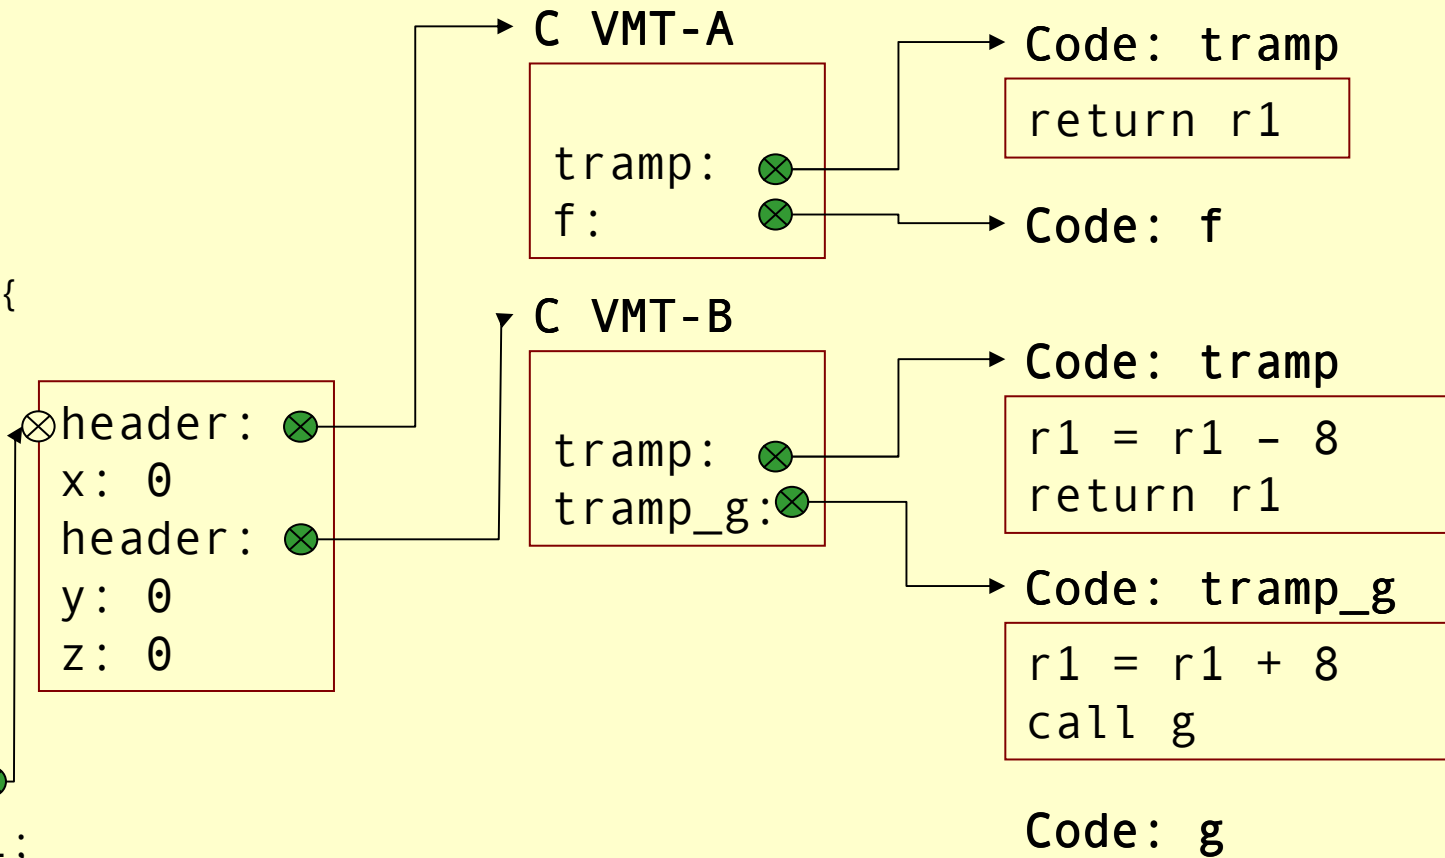 {
header:
x: 0
header:
y: 0
z: 0
;
C VMT-A
tramp:
f:
C VMT-B
tramp:
tramp_g:
Code: tramp
return r1
Code: f
Code: tramp
r1 = r1 – 8
return r1
Code: tramp_g
r1 = r1 + 8
call g
Code: g